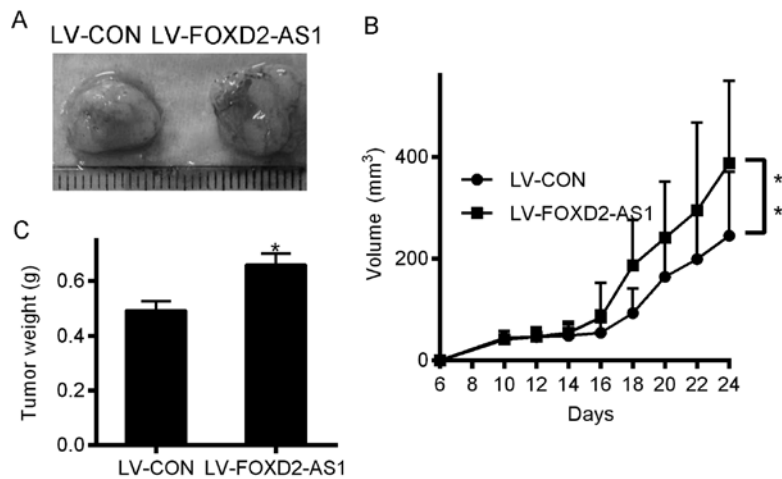 A
LV-CON LV-FOXD2-AS1
B
Volume (mm³)
400
200
0
LV-CON
LV-FOXD2-AS1
*
*
6 8 10 12 14 16 18 20 22 24
Days
C
Tumor weight (g)
0.6
0.4
0.2
0.0
*
LV-CON LV-FOXD2-AS1